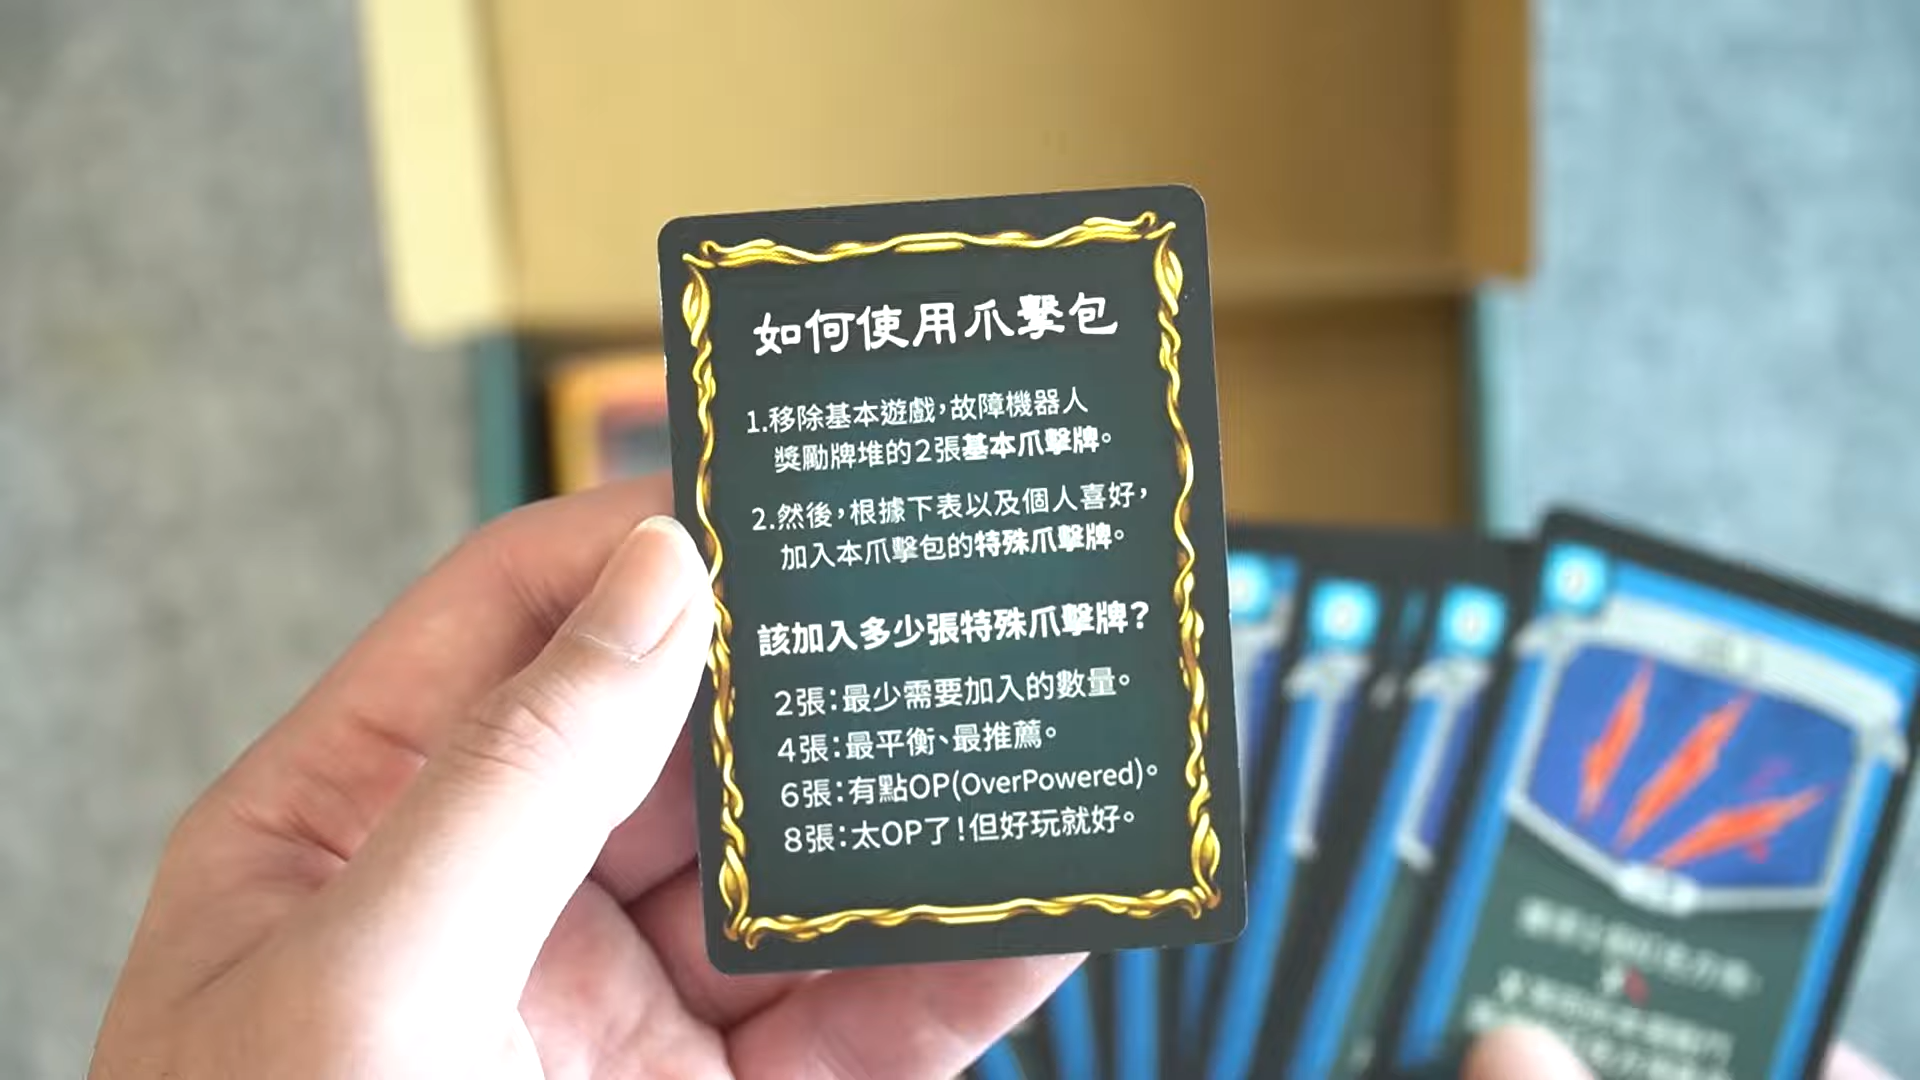 如何使用爪擊包
1.移除基本遊戲,故障機器人
獎勵牌堆的2張基本爪擊牌。
2.然後,根據下表以及個人喜好,
加入本爪擊包的特殊爪擊牌。
該加入多少張特殊爪擊牌?
2張:最少需要加入的數量。
4張:最平衡、最推薦。
6張:有點OP(OverPowered)。
8張:太OP了!但好玩就好。